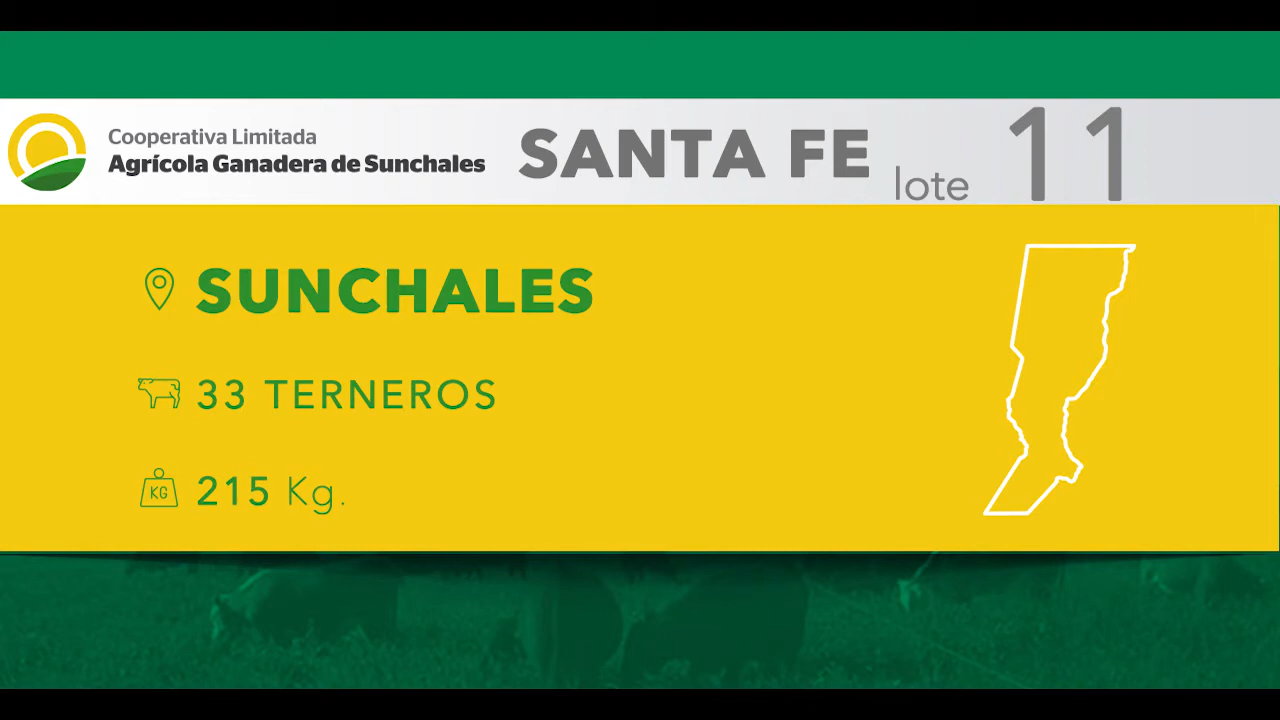 Cooperativa Limitada
Agrícola Ganadera de Sunchales
SANTA FE lote 11
SUNCHALES
33 TERNEROS
KG
215 Kg.